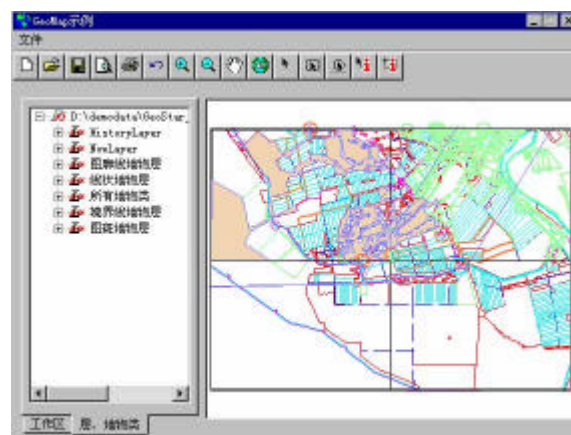 GeoMap示例
文件
D:\demodata\GeoStar_
HistoryLayer
NewLayer
图廓线地物层
线状地物层
所有地物类
境界线地物层
图斑地物层
工作区
层、地物类